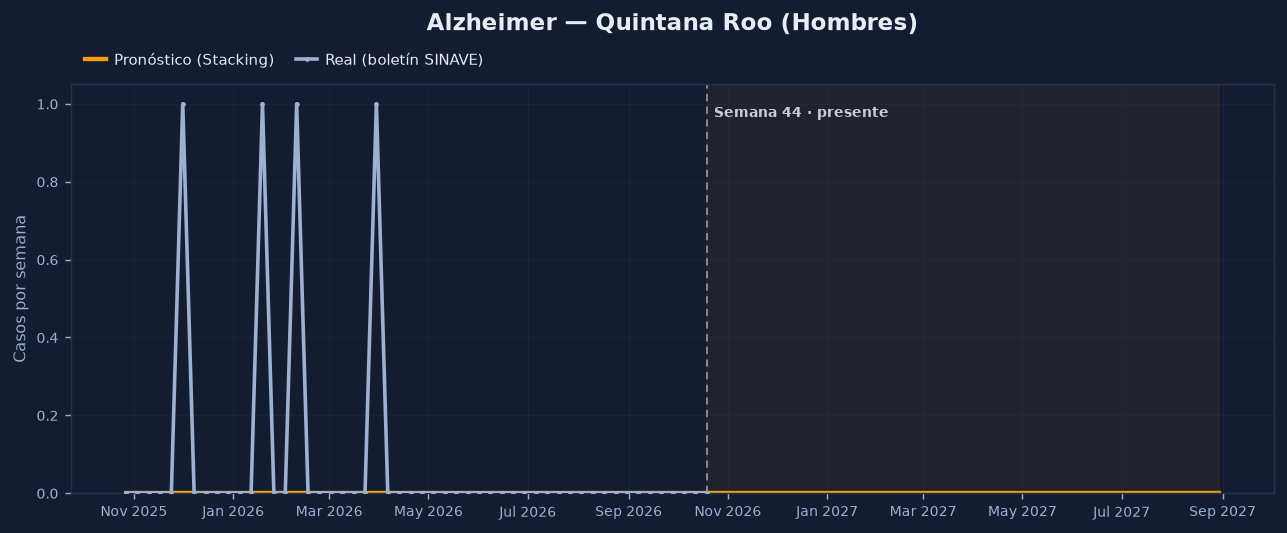 Alzheimer — Quintana Roo (Hombres)
Pronóstico (Stacking) Real (boletín SINAVE)
Semana 44 · presente
Casos por semana
1.0
0.8
0.6
0.4
0.2
0.0
Nov 2025 Jan 2026 Mar 2026 May 2026 Jul 2026 Sep 2026 Nov 2026 Jan 2027 Mar 2027 May 2027 Jul 2027 Sep 2027